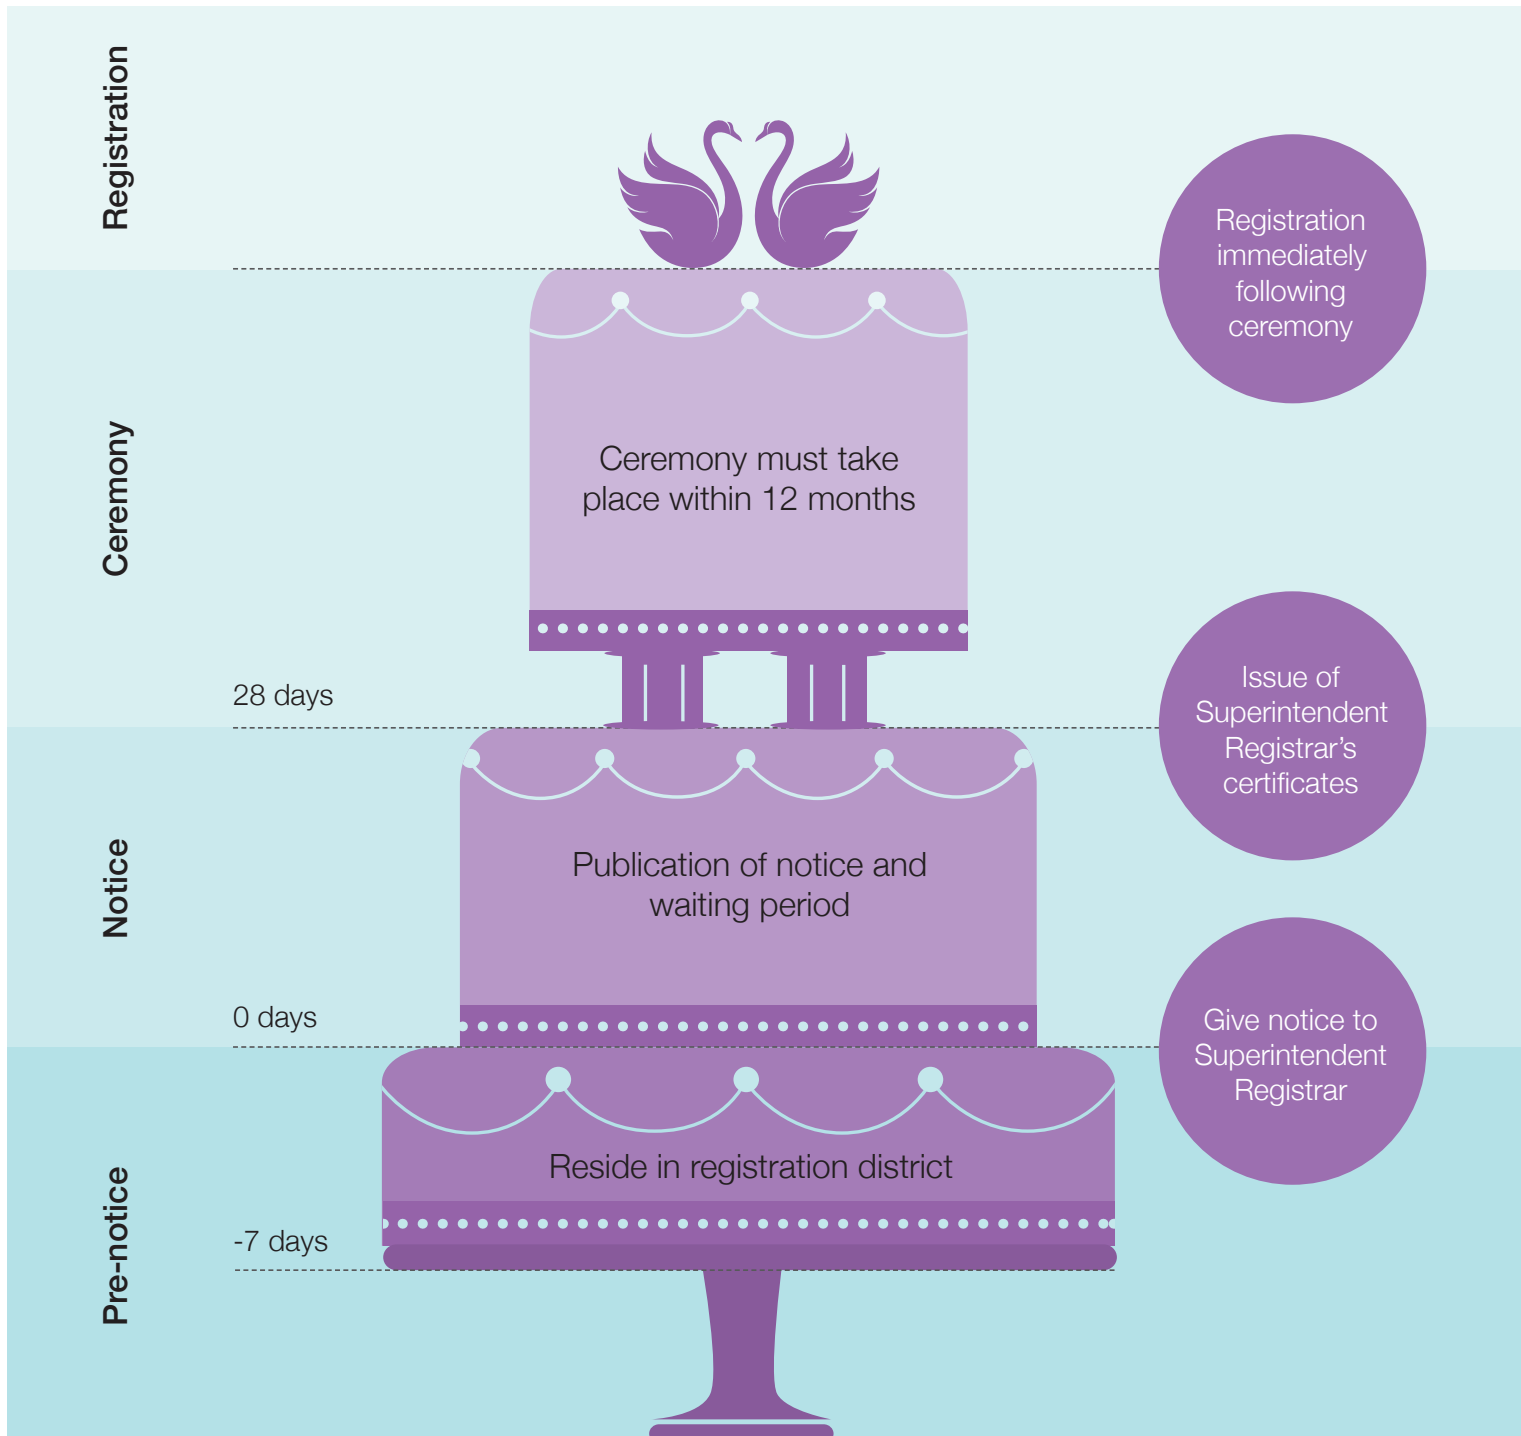 Registration
Registration
immediately
following
ceremony
Ceremony
Ceremony must take
place within 12 months
28 days
Issue of
Superintendent
Registrar’s
certificates
Notice
Publication of notice and
waiting period
0 days
Give notice to
Superintendent
Registrar
Pre-notice
Reside in registration district
-7 days